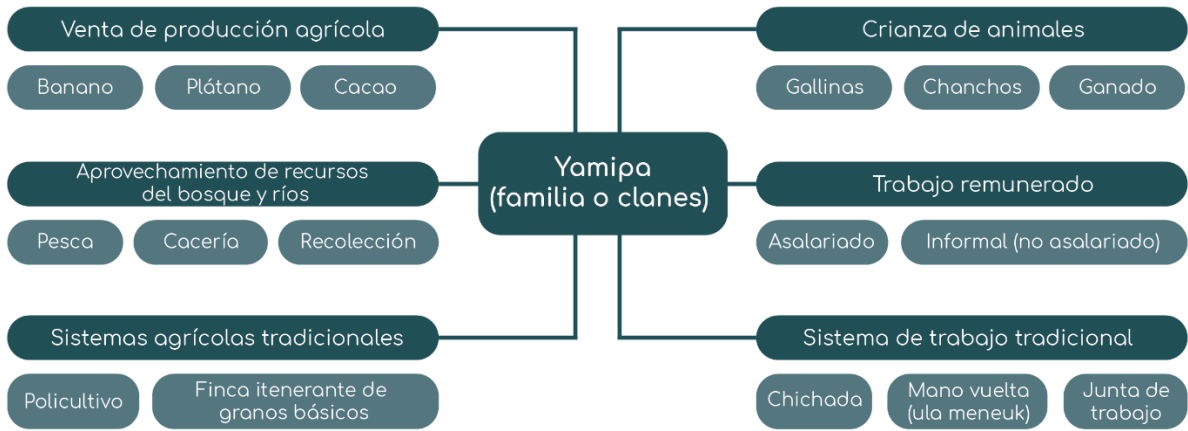 Venta de producción agrícola
Banano
Plátano
Cacao
Aprovechamiento de recursos
del bosque y ríos
Pesca
Cacería
Recolección
Sistemas agrícolas tradicionales
Policultivo
Finca itenerante de
granos básicos
Yamipa
(familia o clanes)
Crianza de animales
Gallinas
Chanchos
Ganado
Trabajo remunerado
Asalariado
Informal (no asalariado)
Sistema de trabajo tradicional
Chichada
Mano vuelta
(ula meneuk)
Junta de
trabajo